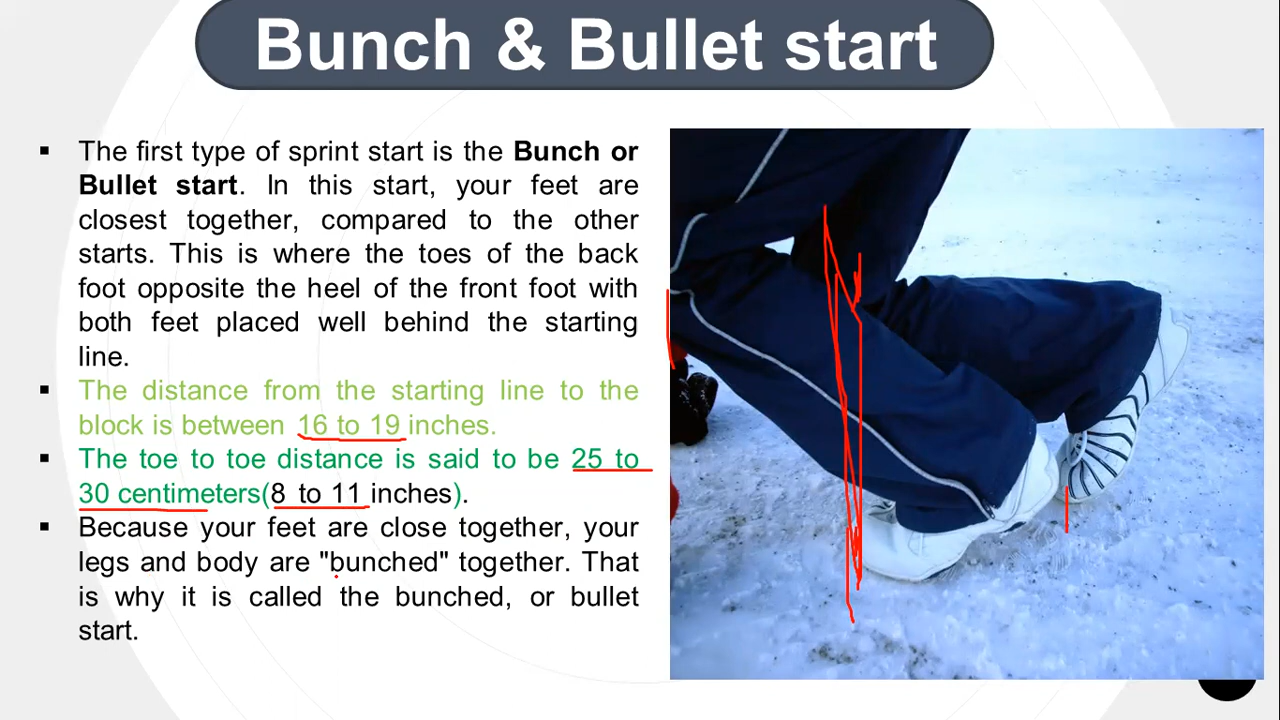 Bunch & Bullet start
▪ The first type of sprint start is the Bunch or
Bullet start. In this start, your feet are
closest together, compared to the other
starts. This is where the toes of the back
foot opposite the heel of the front foot with
both feet placed well behind the starting
line.
▪ The distance from the starting line to the
block is between 16 to 19 inches.
▪ The toe to toe distance is said to be 25 to
30 centimeters(8 to 11 inches).
▪ Because your feet are close together, your
legs and body are "bunched" together. That
is why it is called the bunched, or bullet
start.